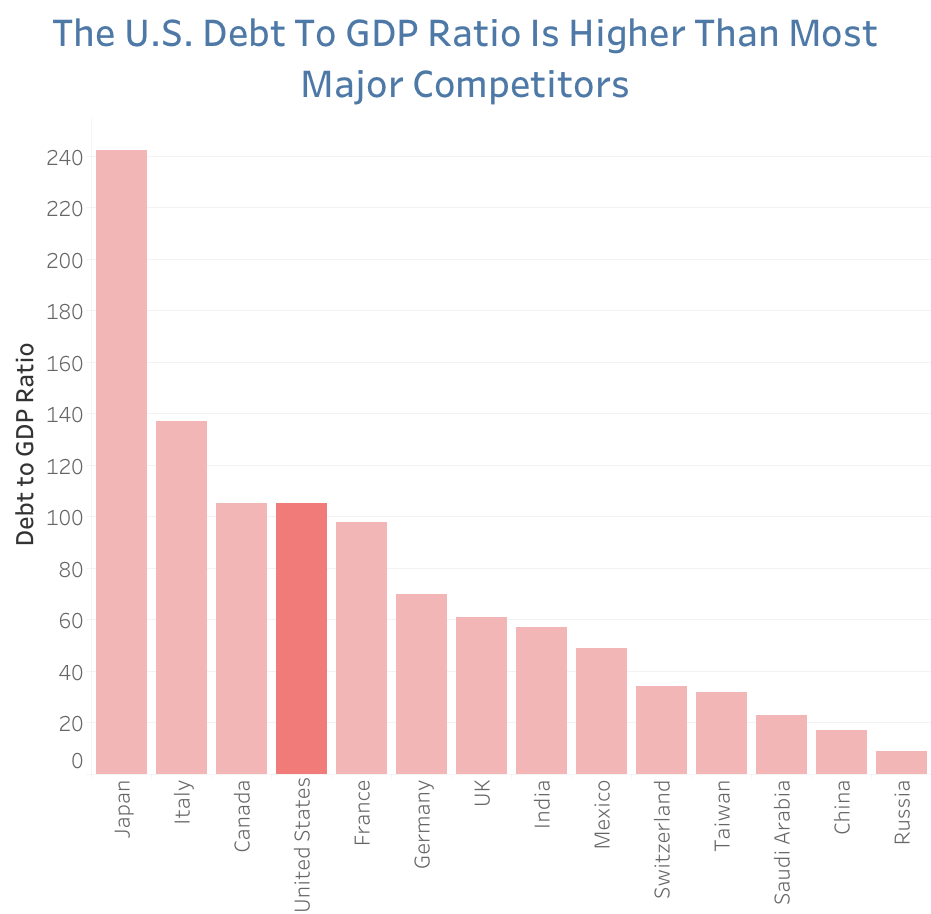 The U.S. Debt To GDP Ratio Is Higher Than Most
Major Competitors
Debt to GDP Ratio
240
220
200
180
160
140
120
100
80
60
40
20
0
Japan
Italy
Canada
United States
France
Germany
UK
India
Mexico
Switzerland
Taiwan
Saudi Arabia
China
Russia